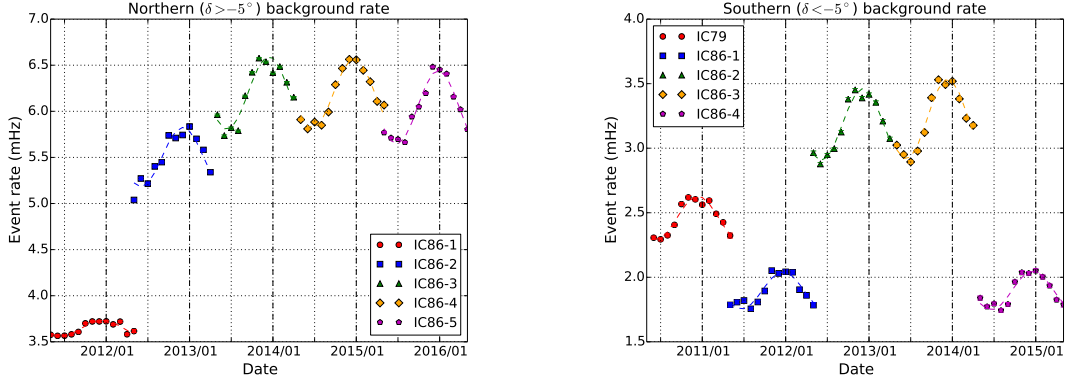 Northern (δ>−5°) background rate
Event rate (mHz)
7.0
6.5
6.0
5.5
5.0
4.5
4.0
3.5
IC86-1
IC86-2
IC86-3
IC86-4
IC86-5
2012/01 2013/01 2014/01 2015/01 2016/01
Date
Southern (δ<−5°) background rate
Event rate (mHz)
4.0
3.5
3.0
2.5
2.0
1.5
IC79
IC86-1
IC86-2
IC86-3
IC86-4
2011/01 2012/01 2013/01 2014/01 2015/01
Date